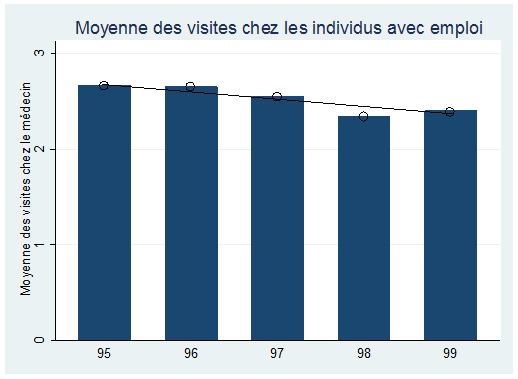 Moyenne des visites chez les individus avec emploi
Moyenne des visites chez le médecin
3
2
1
0
95 96 97 98 99